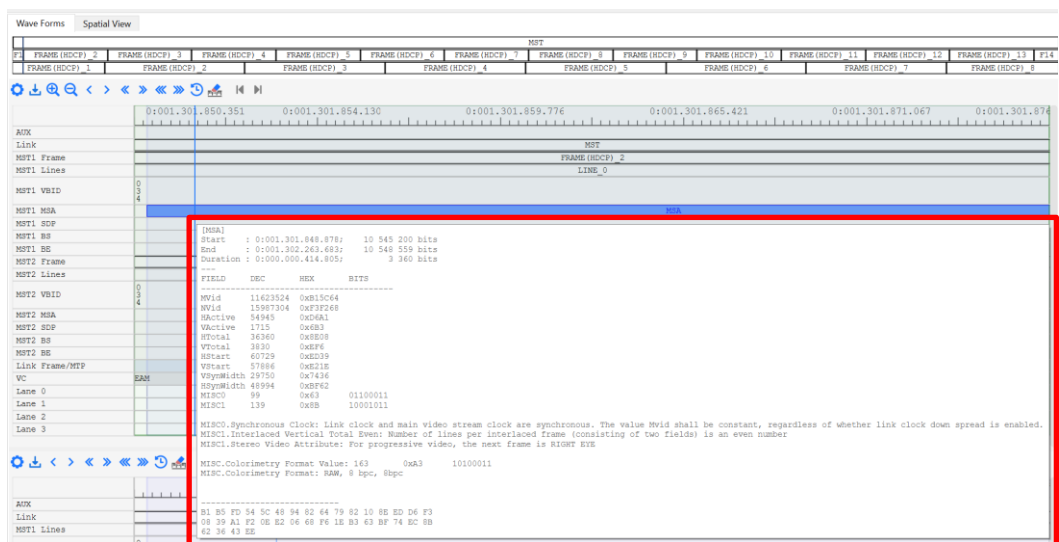 Wave Forms Spatial View
MST
F1 FRAME(HDCP)_2 FRAME(HDCP)_3 FRAME(HDCP)_4 FRAME(HDCP)_5 FRAME(HDCP)_6 FRAME(HDCP)_7 FRAME(HDCP)_8 FRAME(HDCP)_9 FRAME(HDCP)_10 FRAME(HDCP)_11 FRAME(HDCP)_12 FRAME(HDCP)_13 F14
FRAME(HDCP)_1 FRAME(HDCP)_2 FRAME(HDCP)_3 FRAME(HDCP)_4 FRAME(HDCP)_5 FRAME(HDCP)_6 FRAME(HDCP)_7 FRAME(HDCP)_8
0:001.301.850.351 0:001.301.854.130 0:001.301.859.776 0:001.301.865.421 0:001.301.871.067 0:001.301.876
AUX
Link MST
MST1 Frame FRAME(HDCP)_2
MST1 Lines LINE_0
MST1 VBID 0 3 4
MST1 MSA MSA
MST1 SDP
MST1 BS
MST1 BE
MST2 Frame
MST2 Lines
MST2 VBID 0 3 4
MST2 MSA
MST2 SDP
MST2 BS
MST2 BE
Link Frame/MTP
VC EAM
Lane 0
Lane 1
Lane 2
Lane 3
[MSA]
Start : 0:001.301.848.878; 10 545 200 bits
End : 0:001.302.263.683; 10 548 559 bits
Duration : 0:000.000.414.805; 3 360 bits
---
FIELD DEC HEX BITS
---------------------------------------
MVid 11623524 0xB15C64
NVid 15987304 0xF3F268
HActive 54945 0xD6A1
VActive 1715 0x6B3
HTotal 36360 0x8E08
VTotal 3830 0xEF6
HStart 60729 0xED39
VStart 57886 0xE21E
VSynWidth 29750 0x7436
HSynWidth 48994 0xBF62
MISC0 99 0x63 01100011
MISC1 139 0x8B 10001011
MISC0.Synchronous Clock: Link clock and main video stream clock are synchronous. The value Mvid shall be constant, regardless of whether link clock down spread is enabled.
MISC1.Interlaced Vertical Total Even: Number of lines per interlaced frame (consisting of two fields) is an even number
MISC1.Stereo Video Attribute: For progressive video, the next frame is RIGHT EYE
MISC.Colorimetry Format Value: 163 0xA3 10100011
MISC.Colorimetry Format: RAW, 8 bpc, 8bpc
----------------------------
B1 B5 FD 54 5C 48 94 82 64 79 82 10 8E ED D6 F3
08 39 A1 F2 0E E2 06 68 F6 1E B3 63 BF 74 EC 8B
62 36 43 EE
AUX
Link
MST1 Lines